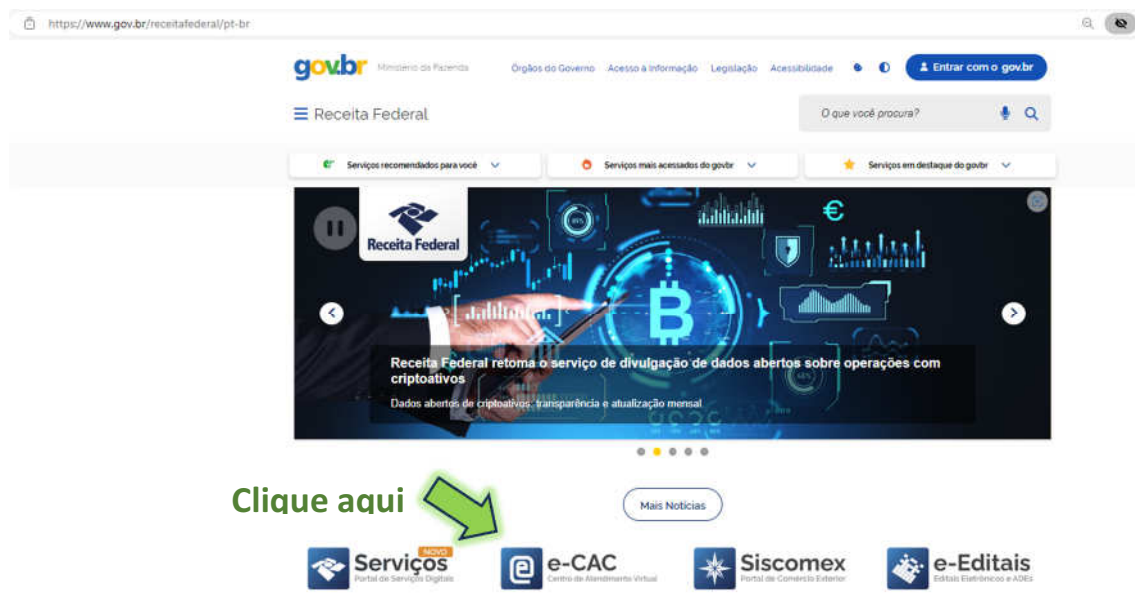 https://www.gov.br/receitafederal/pt-br
gov.br Ministério da Fazenda Órgãos do Governo Acesso à Informação Legislação Acessibilidade Entrar com o gov.br
Receita Federal O que você procura?
Serviços recomendados para você Serviços mais acessados do govbr Serviços em destaque do govbr
Receita Federal
Receita Federal retoma o serviço de divulgação de dados abertos sobre operações com
criptoativos
Dados abertos de criptoativos: transparência e atualização mensal
Clique aqui
Mais Notícias
NOVO
Serviços e-CAC Siscomex e-Editais
Portal de Serviços Digitais Centro de Atendimento Virtual Portal de Comércio Exterior Editais Eletrônicos e ADEs